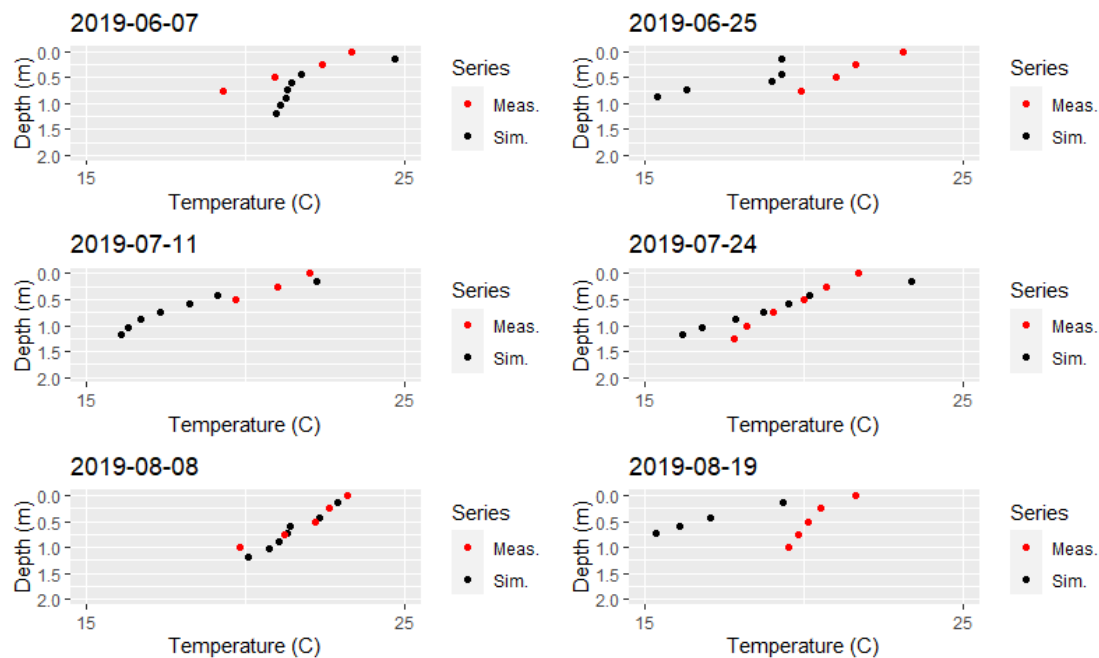 2019-06-07
Depth (m)
0.0
0.5
1.0
1.5
2.0
15
25
Temperature (C)
Series
Meas.
Sim.
2019-06-25
Depth (m)
0.0
0.5
1.0
1.5
2.0
15
25
Temperature (C)
Series
Meas.
Sim.
2019-07-11
Depth (m)
0.0
0.5
1.0
1.5
2.0
15
25
Temperature (C)
Series
Meas.
Sim.
2019-07-24
Depth (m)
0.0
0.5
1.0
1.5
2.0
15
25
Temperature (C)
Series
Meas.
Sim.
2019-08-08
Depth (m)
0.0
0.5
1.0
1.5
2.0
15
25
Temperature (C)
Series
Meas.
Sim.
2019-08-19
Depth (m)
0.0
0.5
1.0
1.5
2.0
15
25
Temperature (C)
Series
Meas.
Sim.